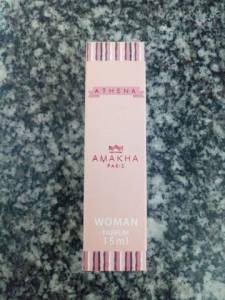 ATHENA
AMAKHA
PARIS
WOMAN
PARFUM
15ml